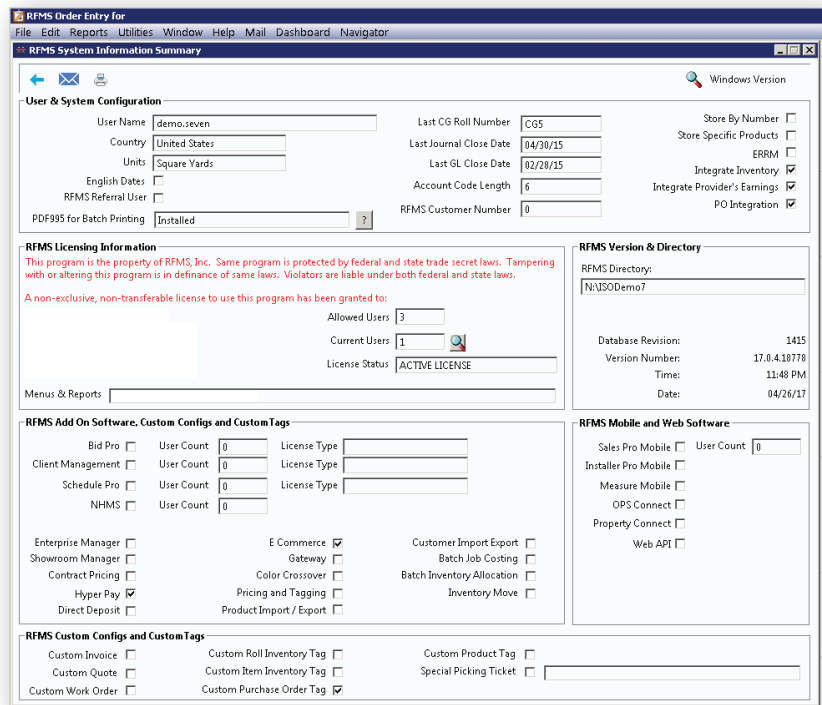 RFMS Order Entry for
File Edit Reports Utilities Window Help Mail Dashboard Navigator
RFMS System Information Summary
Windows Version
User & System Configuration
User Name demo.seven
Country United States
Units Square Yards
English Dates
RFMS Referral User
PDF995 for Batch Printing Installed ?
Last CG Roll Number CG5
Last Journal Close Date 04/30/15
Last GL Close Date 02/28/15
Account Code Length 6
RFMS Customer Number 0
Store By Number
Store Specific Products
ERRM
Integrate Inventory
Integrate Provider's Earnings
PO Integration
RFMS Licensing Information
This program is the property of RFMS, Inc. Same program is protected by federal and state trade secret laws. Tampering
with or altering this program is in definance of same laws. Violators are liable under both federal and state laws.
A non-exclusive, non-transferable license to use this program has been granted to:
Allowed Users 3
Current Users 1
License Status ACTIVE LICENSE
Menus & Reports
RFMS Version & Directory
RFMS Directory:
N:\ISODemo7
Database Revision: 1415
Version Number: 17.0.4.18778
Time: 11:48 PM
Date: 04/26/17
RFMS Add On Software, Custom Configs and CustomTags
Bid Pro User Count 0 License Type
Client Management User Count 0 License Type
Schedule Pro User Count 0 License Type
NHMS User Count 0
Enterprise Manager E Commerce Customer Import Export
Showroom Manager Gateway Batch Job Costing
Contract Pricing Color Crossover Batch Inventory Allocation
Hyper Pay Pricing and Tagging Inventory Move
Direct Deposit Product Import / Export
RFMS Mobile and Web Software
Sales Pro Mobile User Count 0
Installer Pro Mobile
Measure Mobile
OPS Connect
Property Connect
Web API
RFMS Custom Configs and CustomTags
Custom Invoice Custom Roll Inventory Tag Custom Product Tag
Custom Quote Custom Item Inventory Tag Special Picking Ticket
Custom Work Order Custom Purchase Order Tag